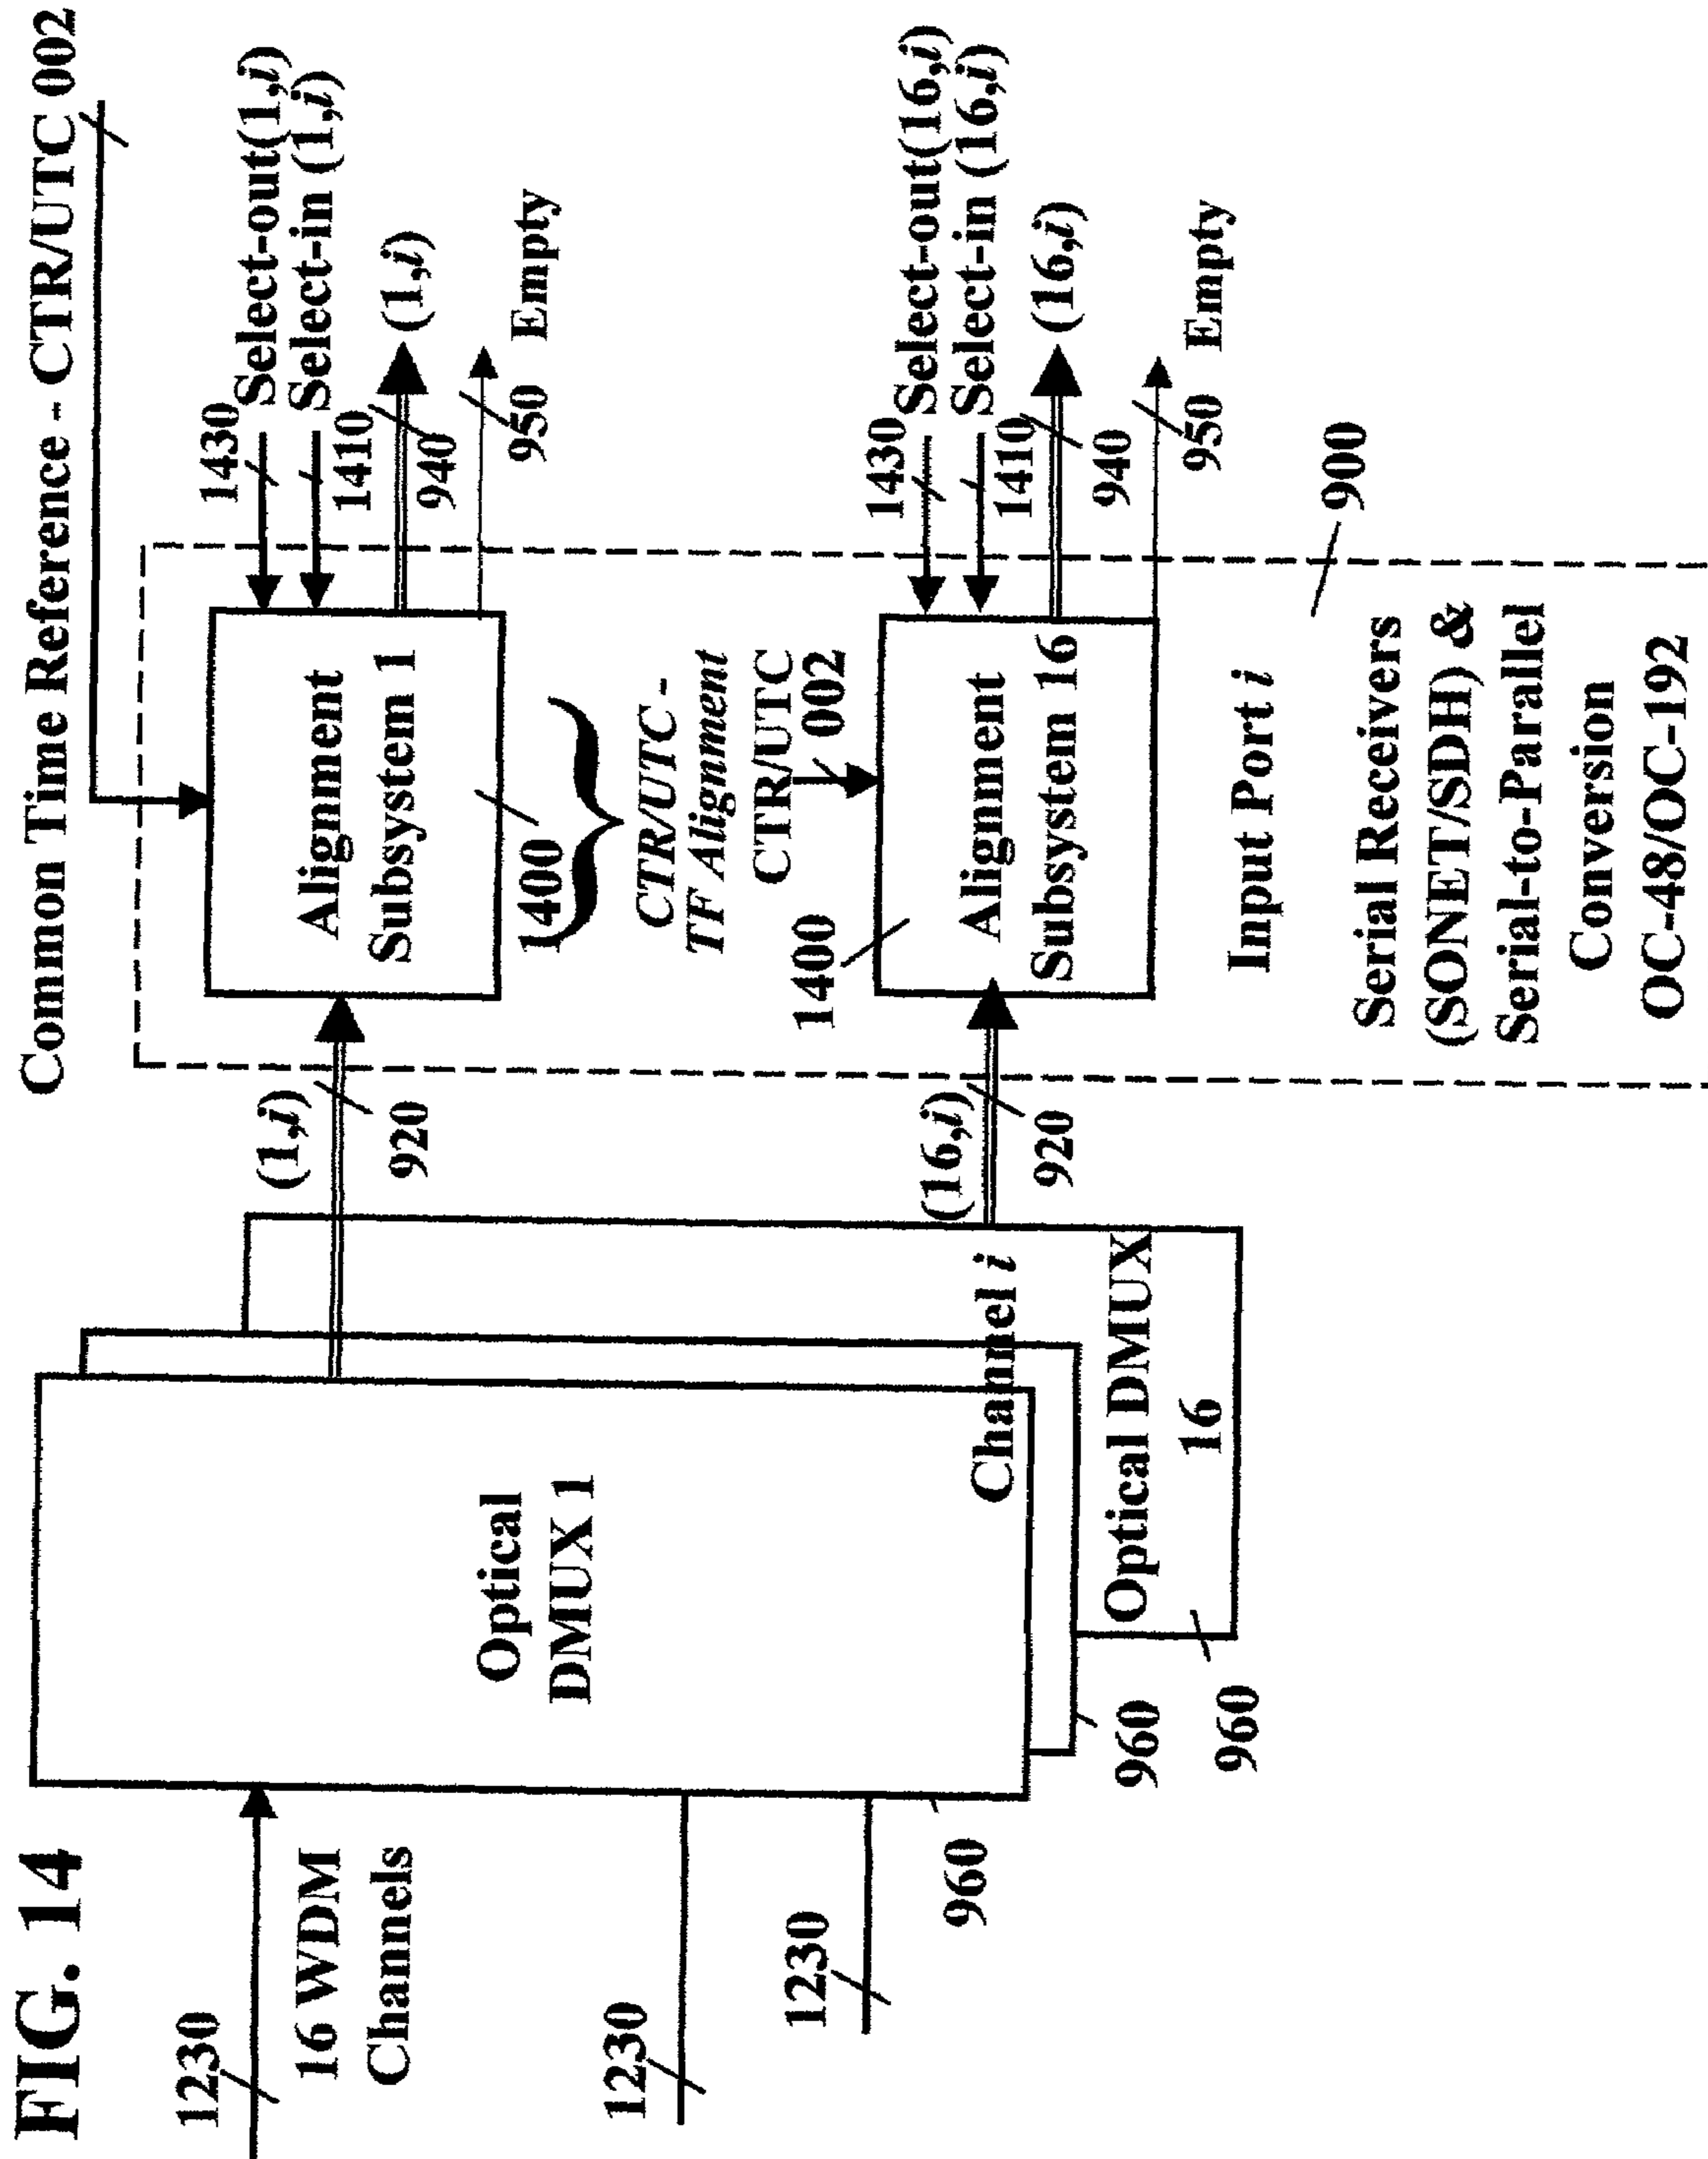 FIG. 14
Common Time Reference - CTR/UTC 002
1230
16 WDM
Channels
1230
1230
Optical
DMUX 1
960
960
960
Channel i
Optical DMUX
16
(1,i)
920
(16,i)
920
Alignment
Subsystem 1
1400
CTR/UTC -
TF Alignment
CTR/UTC
002
1400
Alignment
Subsystem 16
1430
Select-out(1,i)
Select-in (1,i)
1410
(1,i)
940
Empty
950
1430
Select-out(16,i)
Select-in (16,i)
1410
(16,i)
940
Empty
950
900
Input Port i
Serial Receivers
(SONET/SDH) &
Serial-to-Parallel
Conversion
OC-48/OC-192